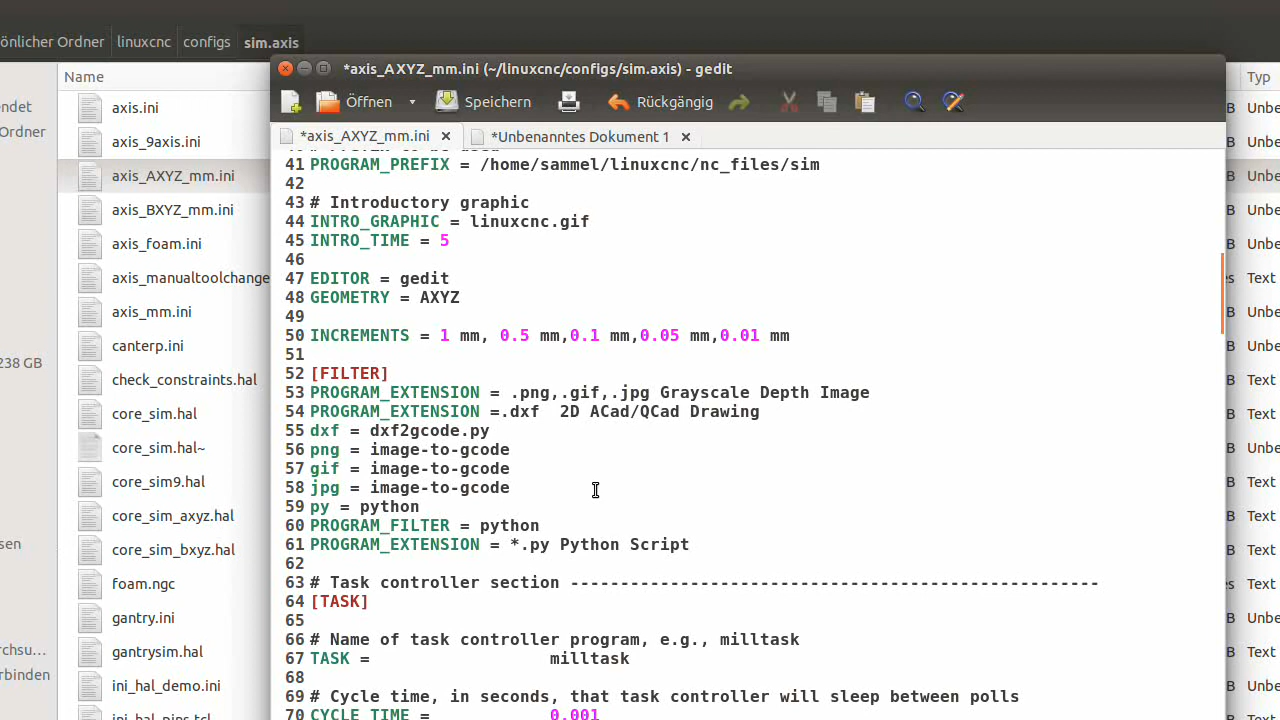 önlicher Ordner linuxcnc configs sim.axis
Name
Typ
*axis_AXYZ_mm.ini (~/linuxcnc/configs/sim.axis) - gedit
Öffnen Speichern Rückgängig
*axis_AXYZ_mm.ini *Unbenanntes Dokument 1
endet
Ordner
238 GB
sen
rchsu...
rbinden
axis.ini
axis_9axis.ini
axis_AXYZ_mm.ini
axis_BXYZ_mm.ini
axis_foam.ini
axis_manualtoolchange
axis_mm.ini
canterp.ini
check_constraints.hal
core_sim.hal
core_sim.hal~
core_sim9.hal
core_sim_axyz.hal
core_sim_bxyz.hal
foam.ngc
gantry.ini
gantrysim.hal
ini_hal_demo.ini
41 PROGRAM_PREFIX = /home/sammel/linuxcnc/nc_files/sim
42
43 # Introductory graphic
44 INTRO_GRAPHIC = linuxcnc.gif
45 INTRO_TIME = 5
46
47 EDITOR = gedit
48 GEOMETRY = AXYZ
49
50 INCREMENTS = 1 mm, 0.5 mm,0.1 mm,0.05 mm,0.01 mm
51
52 [FILTER]
53 PROGRAM_EXTENSION = .png,.gif,.jpg Grayscale Depth Image
54 PROGRAM_EXTENSION =.dxf  2D ACad/QCad Drawing
55 dxf = dxf2gcode.py
56 png = image-to-gcode
57 gif = image-to-gcode
58 jpg = image-to-gcode
59 py = python
60 PROGRAM_FILTER = python
61 PROGRAM_EXTENSION = *.py Python Script
62
63 # Task controller section -----------------------------------------------------
64 [TASK]
65
66 # Name of task controller program, e.g., milltask
67 TASK =                  milltask
68
69 # Cycle time, in seconds, that task controller will sleep between polls
70 CYCLE_TIME =            0.001
B Unbe
B Unbe
B Unbe
B Unbe
B Unbe
s Text
B Unbe
B Unbe
B Text
B Text
B Unbe
B Text
B Text
B Text
s Text
B Unbe
B Text
B Unbe